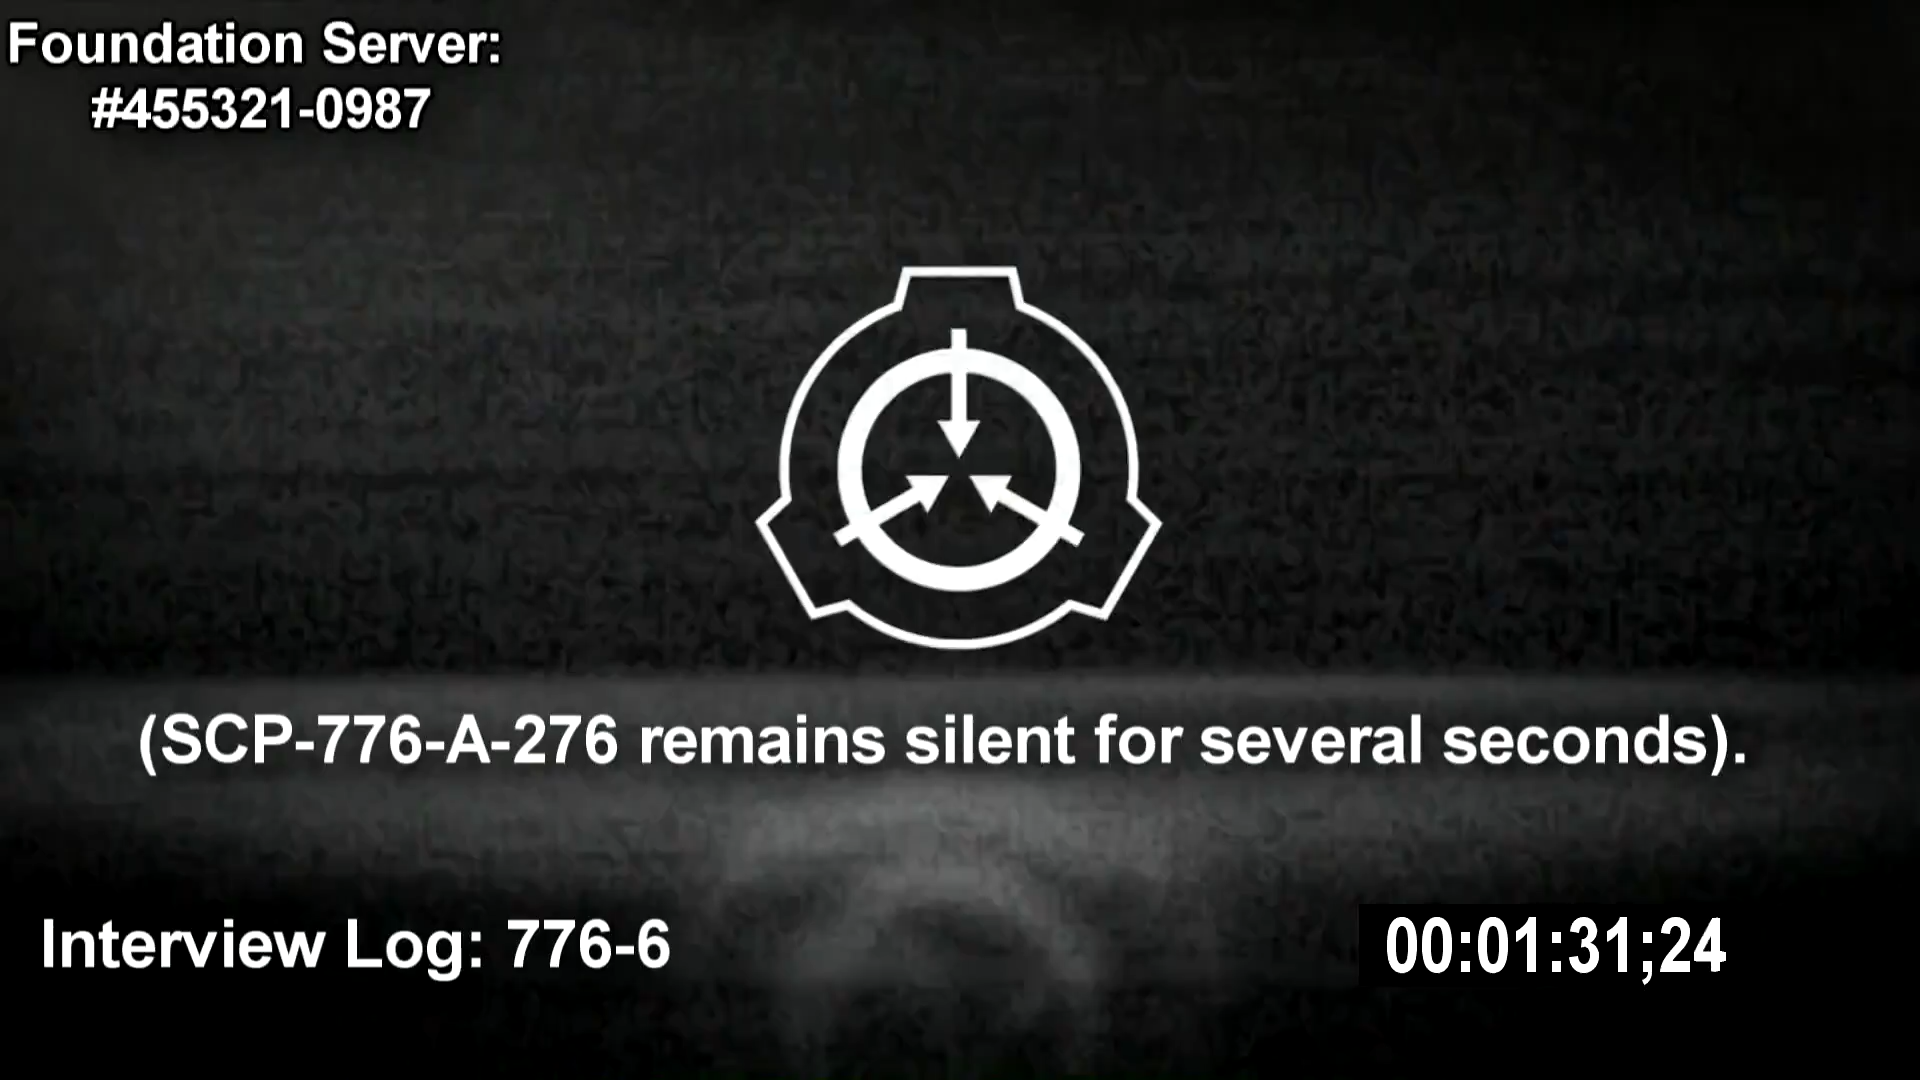 Foundation Server:
#455321-0987
(SCP-776-A-276 remains silent for several seconds).
Interview Log: 776-6
00:01:31;24